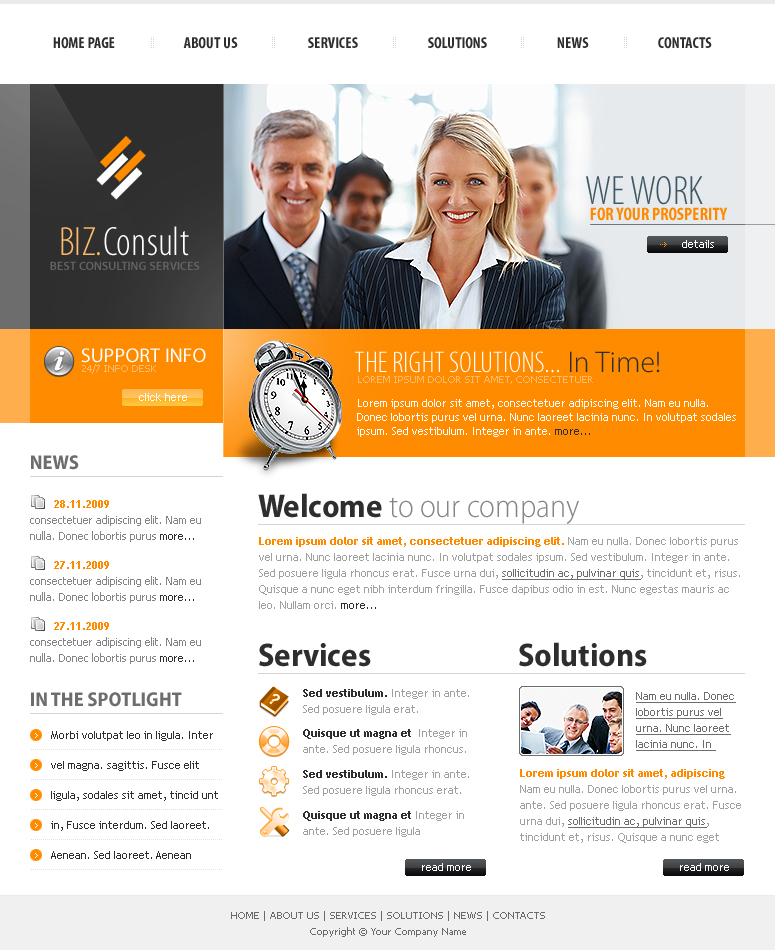 HOME PAGE
ABOUT US
SERVICES
SOLUTIONS
NEWS
CONTACTS
BIZ.Consult
BEST CONSULTING SERVICES
WE WORK
FOR YOUR PROSPERITY
details
SUPPORT INFO
24/7 INFO DESK
click here
THE RIGHT SOLUTIONS... In Time!
LOREM IPSUM DOLOR SIT AMET, CONSECTETUER
Lorem ipsum dolor sit amet, consectetuer adipiscing elit. Nam eu nulla.
Donec lobortis purus vel urna. Nunc laoreet lacinia nunc. In volutpat sodales
ipsum. Sed vestibulum. Integer in ante. more...
NEWS
28.11.2009
consectetuer adipiscing elit. Nam eu
nulla. Donec lobortis purus more...
27.11.2009
consectetuer adipiscing elit. Nam eu
nulla. Donec lobortis purus more...
27.11.2009
consectetuer adipiscing elit. Nam eu
nulla. Donec lobortis purus more...
IN THE SPOTLIGHT
Morbi volutpat leo in ligula. Inter
vel magna. sagittis. Fusce elit
ligula, sodales sit amet, tincid unt
in, Fusce interdum. Sed laoreet.
Aenean. Sed laoreet. Aenean
Welcome to our company
Lorem ipsum dolor sit amet, consectetuer adipiscing elit. Nam eu nulla. Donec lobortis purus
vel urna. Nunc laoreet lacinia nunc. In volutpat sodales ipsum. Sed vestibulum. Integer in ante.
Sed posuere ligula rhoncus erat. Fusce urna dui, sollicitudin ac, pulvinar quis, tincidunt et, risus.
Quisque a nunc eget nibh interdum fringilla. Fusce dapibus odio in est. Nunc egestas mauris ac
leo. Nullam orci. more...
Services
Sed vestibulum. Integer in ante.
Sed posuere ligula erat.
Quisque ut magna et Integer in
ante. Sed posuere ligula rhoncus.
Sed vestibulum. Integer in ante.
Sed posuere ligula rhoncus erat.
Quisque ut magna et Integer in
ante. Sed posuere ligula
read more
Solutions
Nam eu nulla. Donec
lobortis purus vel
urna. Nunc laoreet
lacinia nunc. In
Lorem ipsum dolor sit amet, adipiscing
Nam eu nulla. Donec lobortis purus vel urna.
ante. Sed posuere ligula rhoncus erat. Fusce
urna dui, sollicitudin ac, pulvinar quis,
tincidunt et, risus. Quisque a nunc eget
read more
HOME | ABOUT US | SERVICES | SOLUTIONS | NEWS | CONTACTS
Copyright © Your Company Name